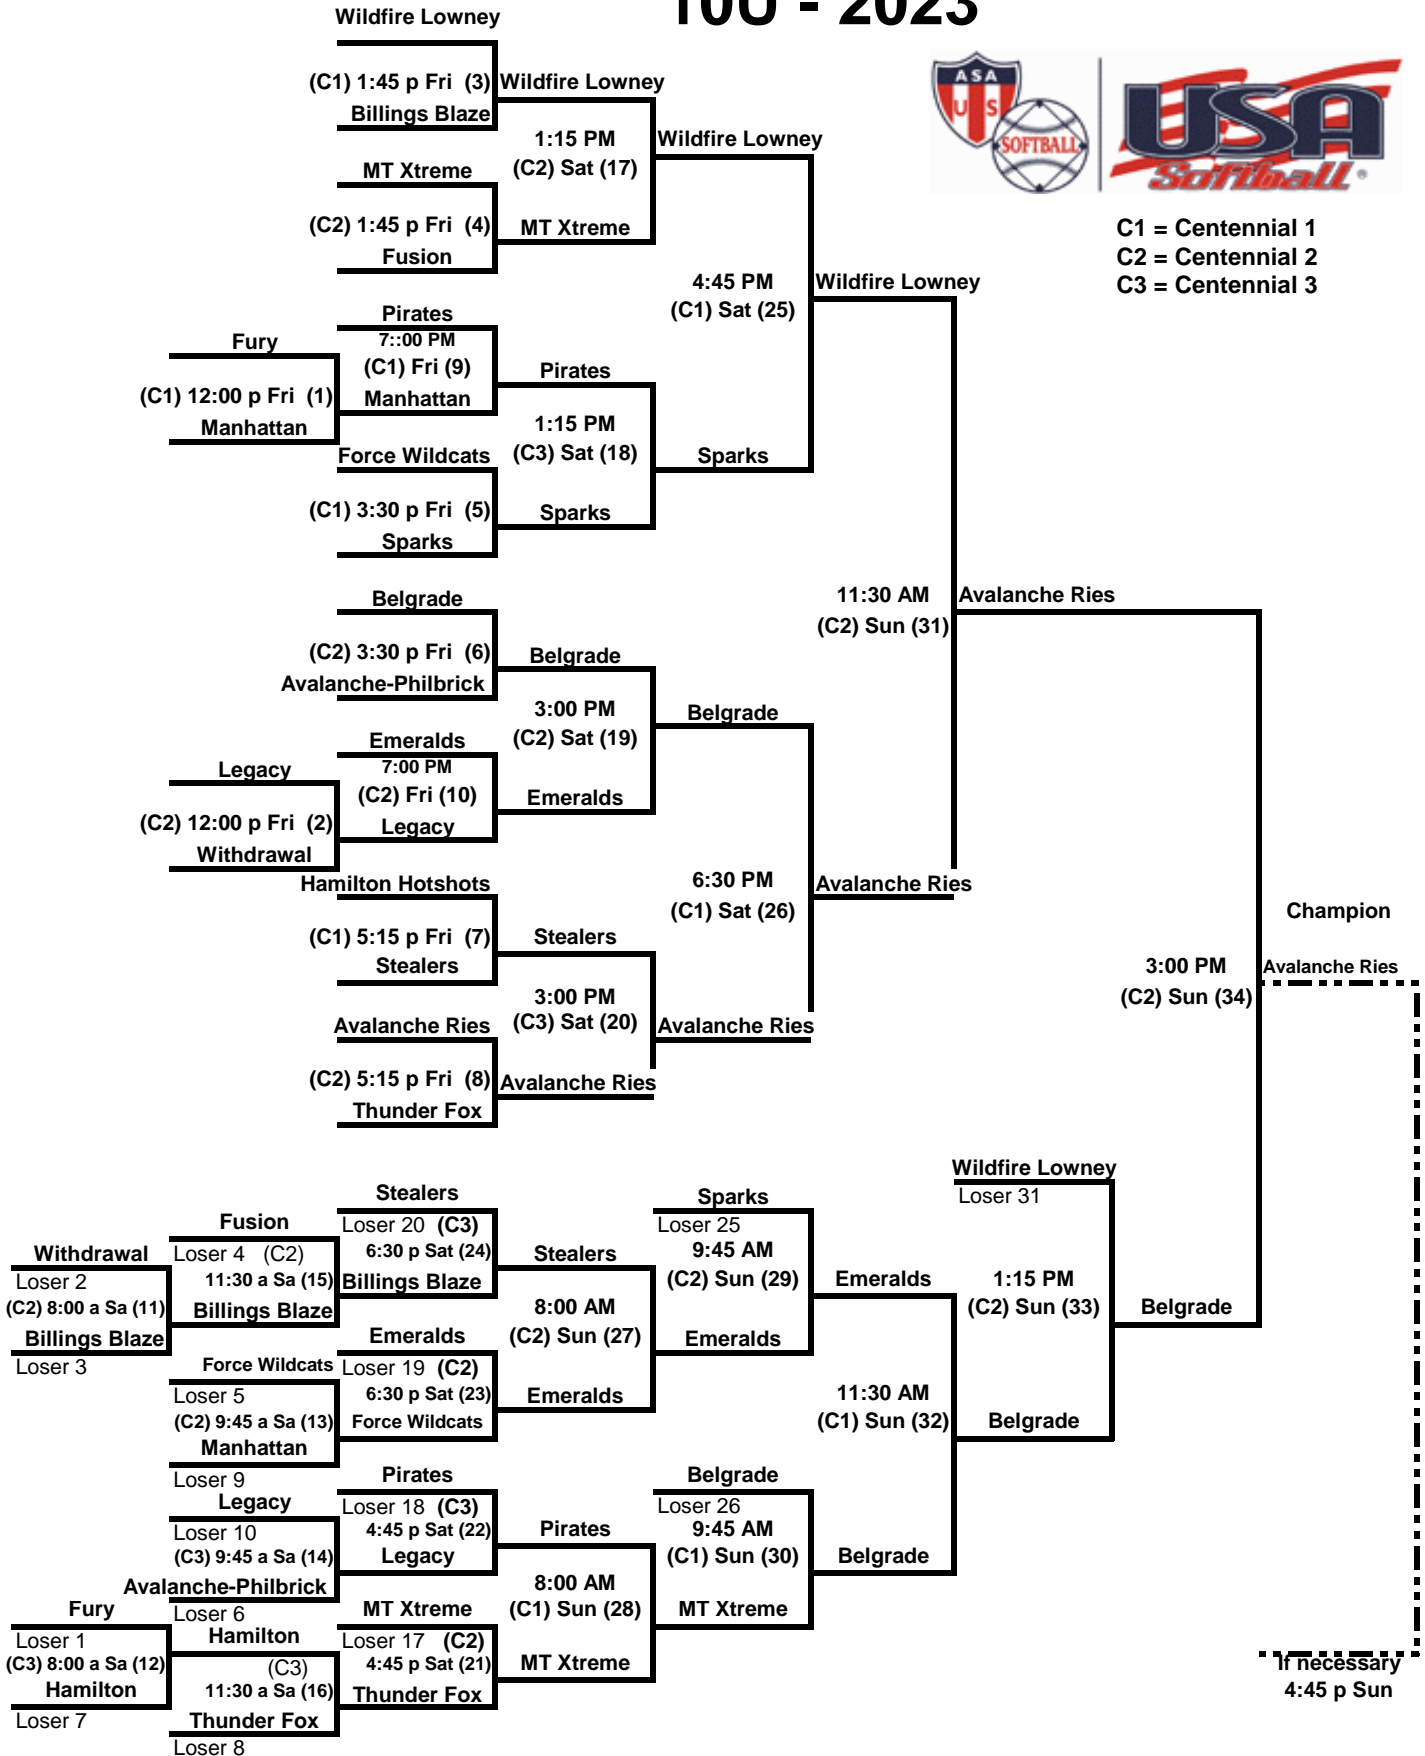 10U - 2023
Wildfire Lowney
(C1) 1:45 p Fri (3)
Wildfire Lowney
Billings Blaze
1:15 PM
(C2) Sat (17)
Wildfire Lowney
MT Xtreme
(C2) 1:45 p Fri (4)
MT Xtreme
Fusion
ASA
US
SOFTBALL
USA
Softball ®
C1 = Centennial 1
C2 = Centennial 2
C3 = Centennial 3
4:45 PM
(C1) Sat (25)
Wildfire Lowney
Pirates
Fury
7::00 PM
(C1) Fri (9)
Pirates
(C1) 12:00 p Fri (1)
Manhattan
Manhattan
1:15 PM
(C3) Sat (18)
Sparks
Force Wildcats
(C1) 3:30 p Fri (5)
Sparks
Sparks
Belgrade
11:30 AM
(C2) Sun (31)
Avalanche Ries
(C2) 3:30 p Fri (6)
Belgrade
Avalanche-Philbrick
3:00 PM
(C2) Sat (19)
Belgrade
Emeralds
Legacy
7:00 PM
(C2) Fri (10)
Emeralds
(C2) 12:00 p Fri (2)
Legacy
Withdrawal
Hamilton Hotshots
6:30 PM
(C1) Sat (26)
Avalanche Ries
(C1) 5:15 p Fri (7)
Stealers
Stealers
Champion
3:00 PM
(C2) Sun (34)
Avalanche Ries
3:00 PM
(C3) Sat (20)
Avalanche Ries
Avalanche Ries
(C2) 5:15 p Fri (8)
Avalanche Ries
Thunder Fox
Wildfire Lowney
Loser 31
Stealers
Sparks
Fusion
Loser 20 (C3)
Loser 25
Withdrawal
Loser 4 (C2)
6:30 p Sat (24)
Stealers
9:45 AM
(C2) Sun (29)
Loser 2
11:30 a Sa (15)
Billings Blaze
Emeralds
1:15 PM
(C2) Sun (33)
(C2) 8:00 a Sa (11)
Billings Blaze
8:00 AM
(C2) Sun (27)
Belgrade
Billings Blaze
Emeralds
Emeralds
Loser 3
Force Wildcats
Loser 19 (C2)
Loser 5
6:30 p Sat (23)
Emeralds
11:30 AM
(C1) Sun (32)
(C2) 9:45 a Sa (13)
Force Wildcats
Belgrade
Manhattan
Loser 9
Pirates
Belgrade
Legacy
Loser 18 (C3)
Loser 26
Loser 10
4:45 p Sat (22)
Pirates
9:45 AM
(C1) Sun (30)
(C3) 9:45 a Sa (14)
Legacy
Belgrade
Avalanche-Philbrick
8:00 AM
(C1) Sun (28)
Fury
Loser 6
MT Xtreme
MT Xtreme
Loser 1
Hamilton
Loser 17 (C2)
(C3) 8:00 a Sa (12)
(C3)
4:45 p Sat (21)
MT Xtreme
If necessary
4:45 p Sun
Hamilton
11:30 a Sa (16)
Thunder Fox
Loser 7
Thunder Fox
Loser 8